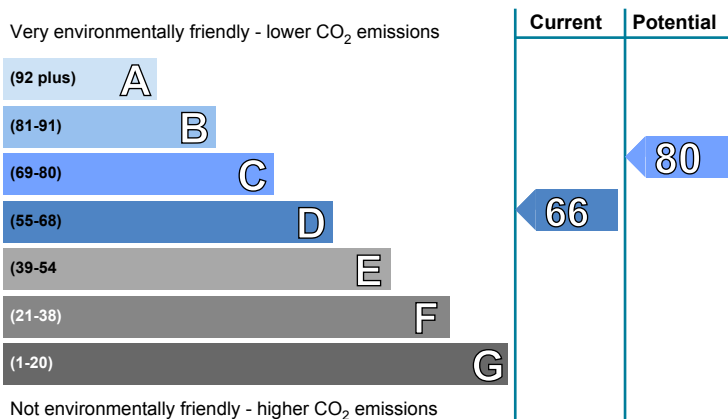 Current Potential
Very environmentally friendly - lower CO2 emissions
(92 plus) A
(81-91) B
(69-80) C
80
(55-68) D
66
(39-54 E
(21-38) F
(1-20) G
Not environmentally friendly - higher CO2 emissions